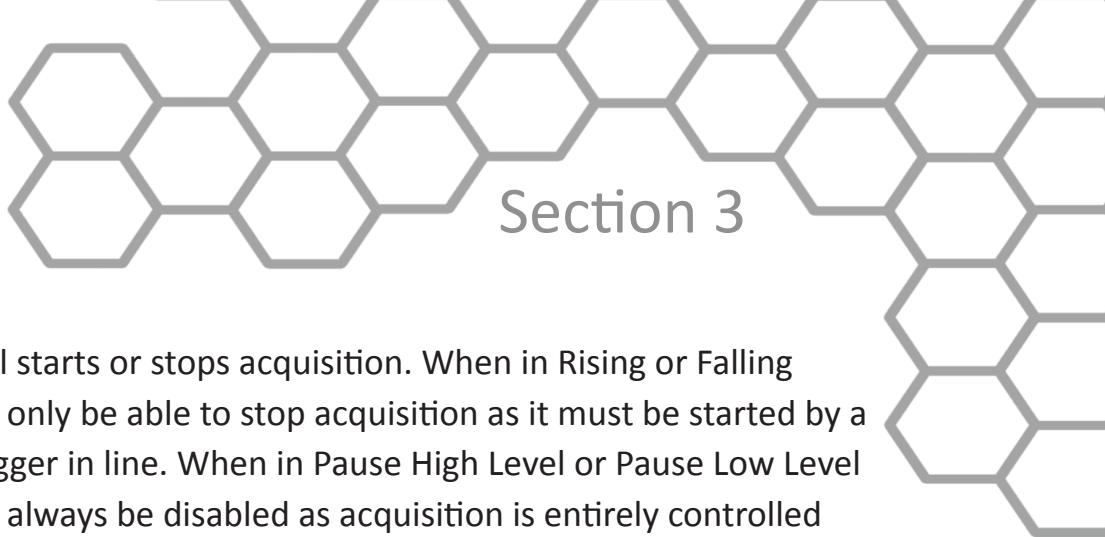 Section 3
starts or stops acquisition. When in Rising or Falling
only be able to stop acquisition as it must be started by a
in line. When in Pause High Level or Pause Low Level
always be disabled as acquisition is entirely controlled